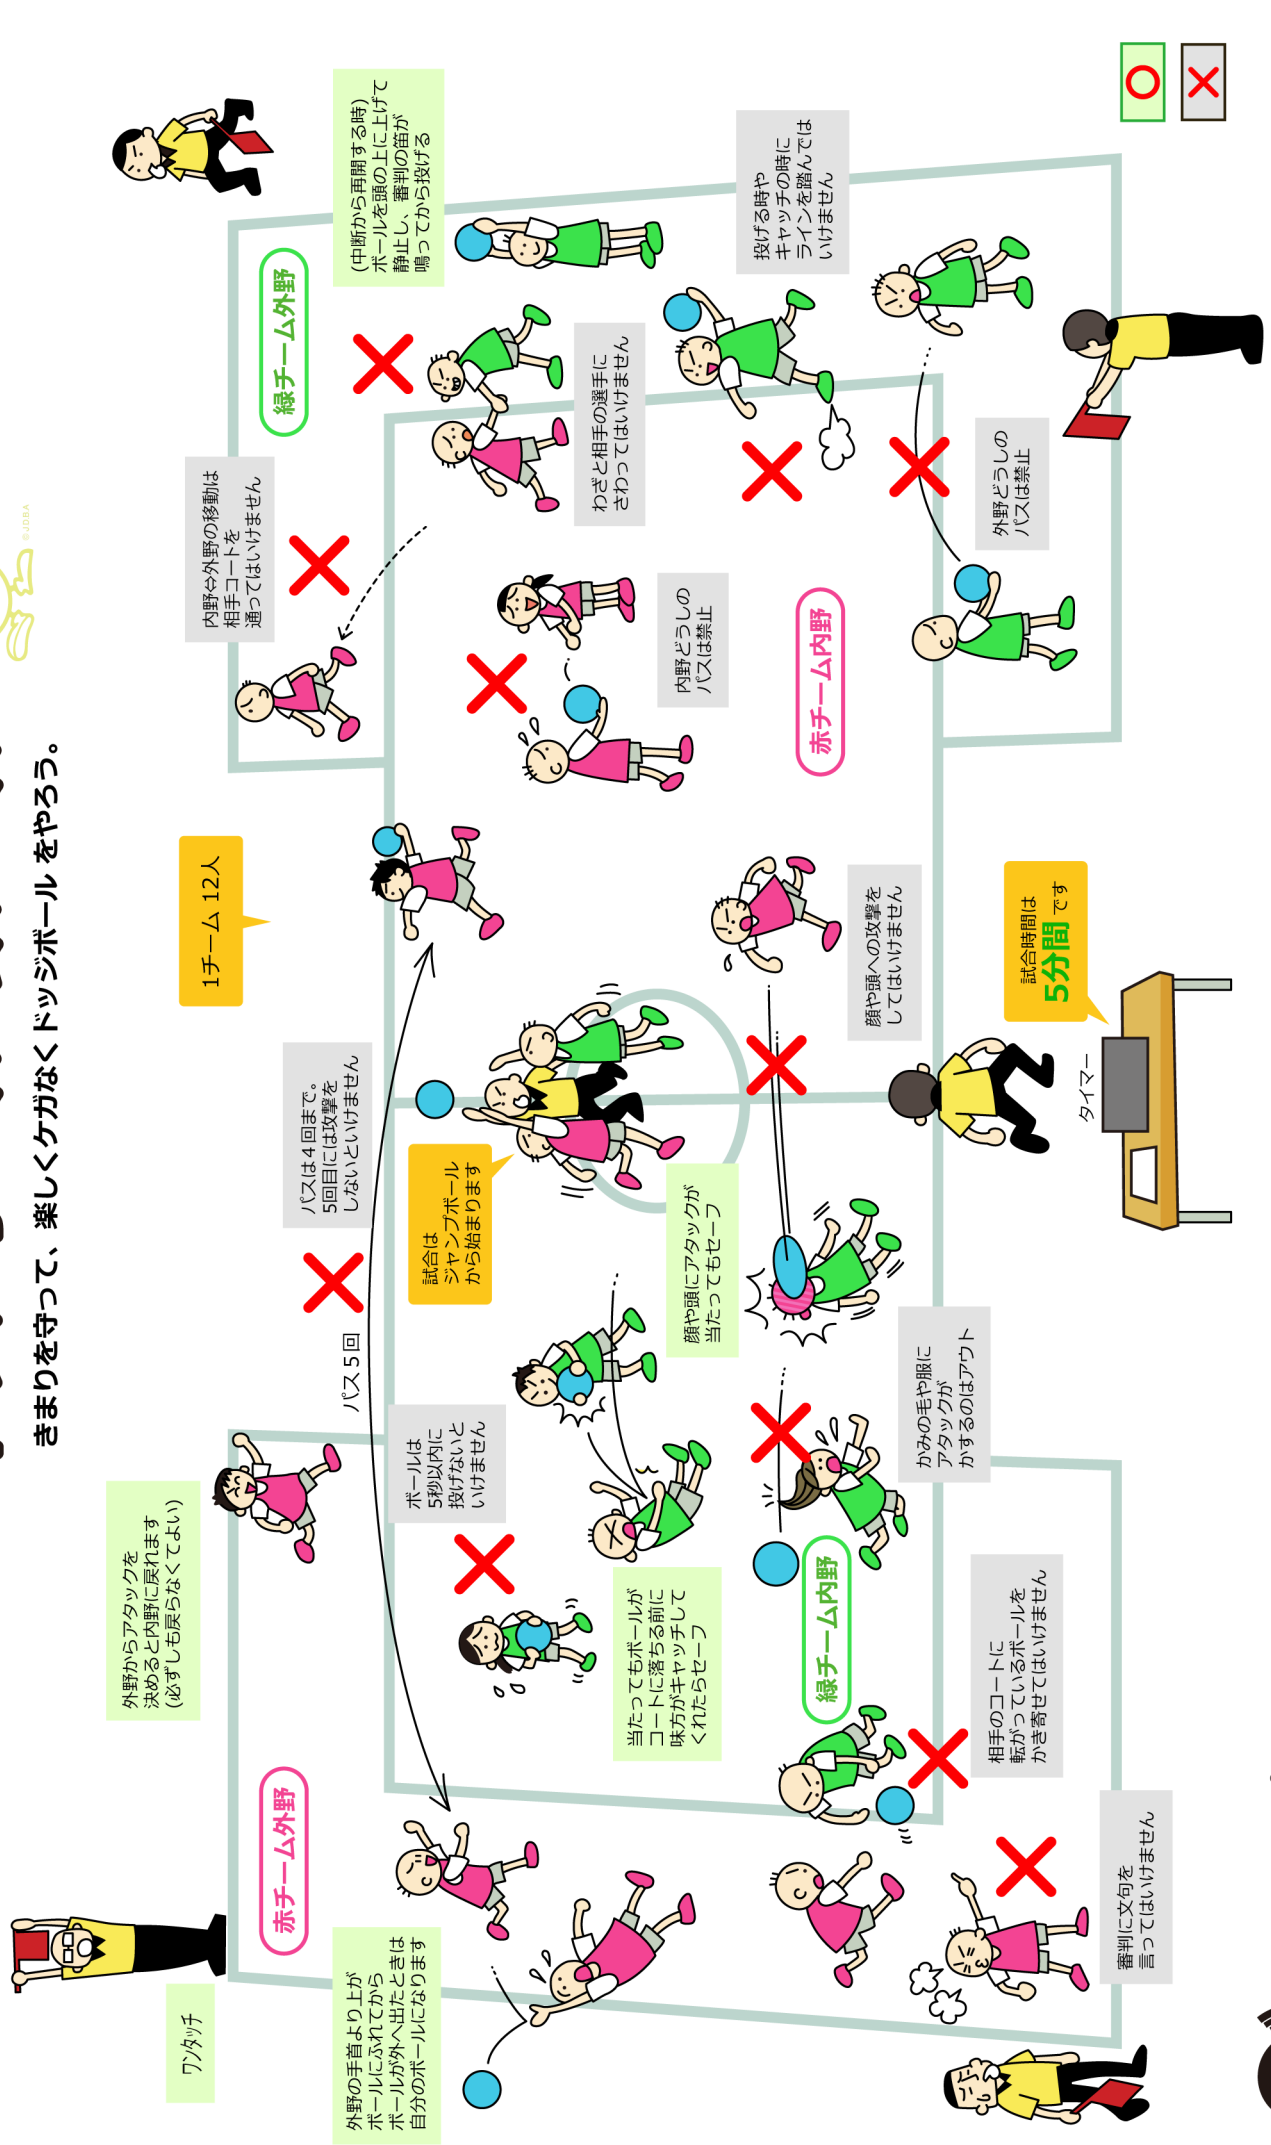 きまりを守って、楽しくケガなくドッジボールをやろう。
©JDBA
ワンタッチ
外野からアタックを
決めると内野に戻れます
(必ずしも戻らなくてよい)
1チーム 12人
内野⇔外野の移動は
相手コートを
通ってはいけません
赤チーム外野
パス5回
パスは4回まで。
5回目には攻撃を
しないといけません
緑チーム外野
外野の手首より上が
ボールにふれてから
ボールが外へ出たときは
自分のボールになります
ボールは
5秒以内に
投げないと
いけません
試合は
ジャンプボール
から始まります
(中断から再開する時)
ボールを頭の上に上げて
静止し、審判の笛が
鳴ってから投げる
わざと相手の選手に
さわってはいけません
当たってもボールが
コートに落ちる前に
味方がキャッチして
くれたらセーフ
顔や頭にアタックが
当たってもセーフ
内野どうしの
パスは禁止
投げる時や
キャッチの時に
ラインを踏んでは
いけません
緑チーム内野
赤チーム内野
かみの毛や服に
アタックが
かするのはアウト
顔や頭への攻撃を
してはいけません
相手のコートに
転がっているボールを
かき寄せてはいけません
外野どうしの
パスは禁止
審判に文句を
言ってはいけません
タイマー
試合時間は
5分間です